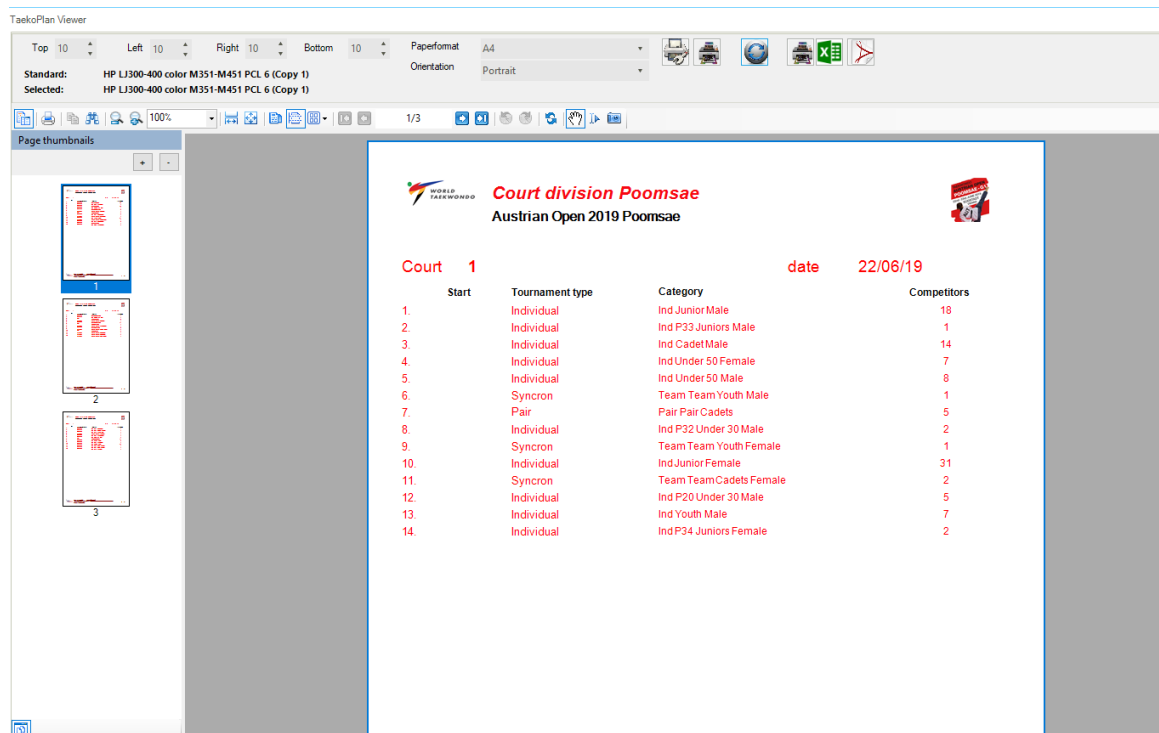 TaekoPlan Viewer
Top 10 Left 10 Right 10 Bottom 10 Paperfomat A4
Orientation Portrait
Standard: HP LJ300-400 color M351-M451 PCL 6 (Copy 1)
Selected: HP LJ300-400 color M351-M451 PCL 6 (Copy 1)
100% 1/3
Page thumbnails
+ -
1
2
3
WORLD
TAEKWONDO
Court division Poomsae
Austrian Open 2019 Poomsae
Court 1 date 22/06/19
Start Tournament type Category Competitors
1. Individual Ind Junior Male 18
2. Individual Ind P33 Juniors Male 1
3. Individual Ind Cadet Male 14
4. Individual Ind Under 50 Female 7
5. Individual Ind Under 50 Male 8
6. Syncron Team Team Youth Male 1
7. Pair Pair Pair Cadets 5
8. Individual Ind P32 Under 30 Male 2
9. Syncron Team Team Youth Female 1
10. Individual Ind Junior Female 31
11. Syncron Team Team Cadets Female 2
12. Individual Ind P20 Under 30 Male 5
13. Individual Ind Youth Male 7
14. Individual Ind P34 Juniors Female 2